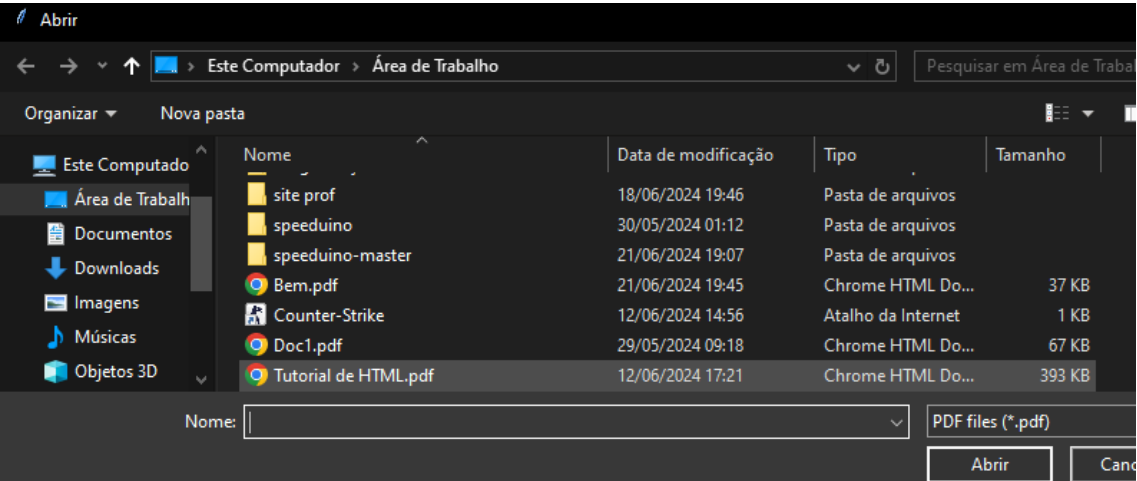 Abrir
Este Computador > Área de Trabalho
Pesquisar em Área de Trabal
Organizar
Nova pasta
Nome Data de modificação Tipo Tamanho
Este Computado
Área de Trabalh
Documentos
Downloads
Imagens
Músicas
Objetos 3D
site prof 18/06/2024 19:46 Pasta de arquivos
speeduino 30/05/2024 01:12 Pasta de arquivos
speeduino-master 21/06/2024 19:07 Pasta de arquivos
Bem.pdf 21/06/2024 19:45 Chrome HTML Do... 37 KB
Counter-Strike 12/06/2024 14:56 Atalho da Internet 1 KB
Doc1.pdf 29/05/2024 09:18 Chrome HTML Do... 67 KB
Tutorial de HTML.pdf 12/06/2024 17:21 Chrome HTML Do... 393 KB
Nome:
PDF files (*.pdf)
Abrir
Canc